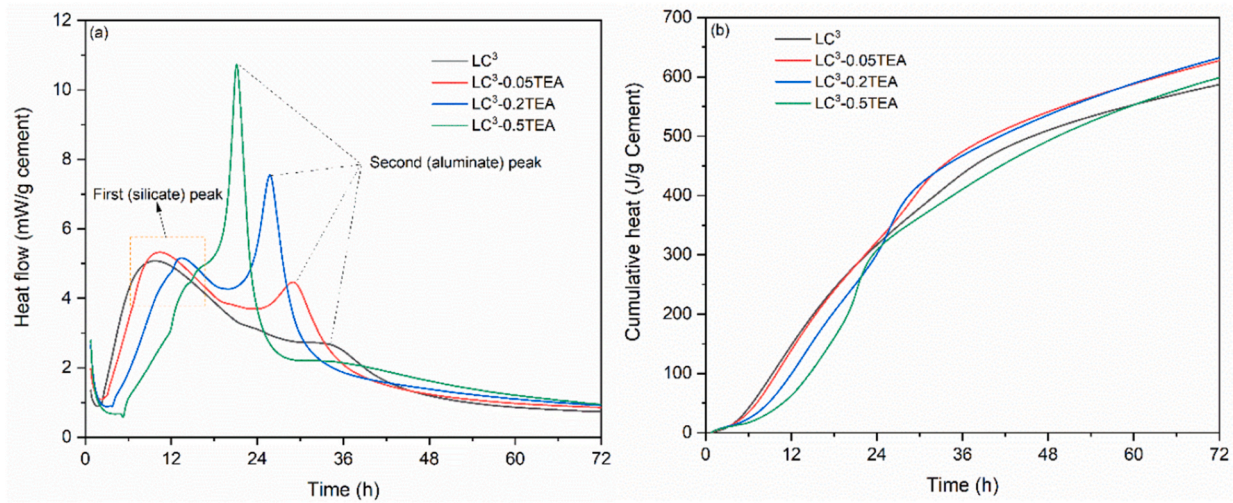 (a)
LC³
LC³-0.05TEA
LC³-0.2TEA
LC³-0.5TEA
First (silicate) peak
Second (aluminate) peak
Heat flow (mW/g cement)
12
10
8
6
4
2
0
0 12 24 36 48 60 72
Time (h)
(b)
LC³
LC³-0.05TEA
LC³-0.2TEA
LC³-0.5TEA
Cumulative heat (J/g Cement)
700
600
500
400
300
200
100
0
0 12 24 36 48 60 72
Time (h)